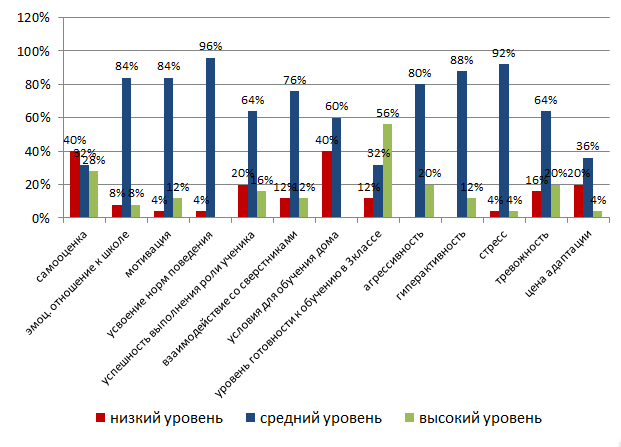 120%
100%
80%
60%
40%
20%
0%
40%
32%
28%
8%
84%
8%
4%
84%
12%
4%
96%
20%
64%
16%
12%
76%
12%
40%
60%
12%
32%
56%
80%
20%
88%
12%
4%
92%
4%
16%
64%
20%
20%
36%
4%
самооценка
эмоц. отношение к школе
мотивация
усвоение норм поведения
успешность выполнения роли ученика
взаимодействие со сверстниками
условия для обучения дома
уровень готовности к обучению в 3классе
агрессивность
гиперактивность
стресс
тревожность
цена адаптации
низкий уровень
средний уровень
высокий уровень